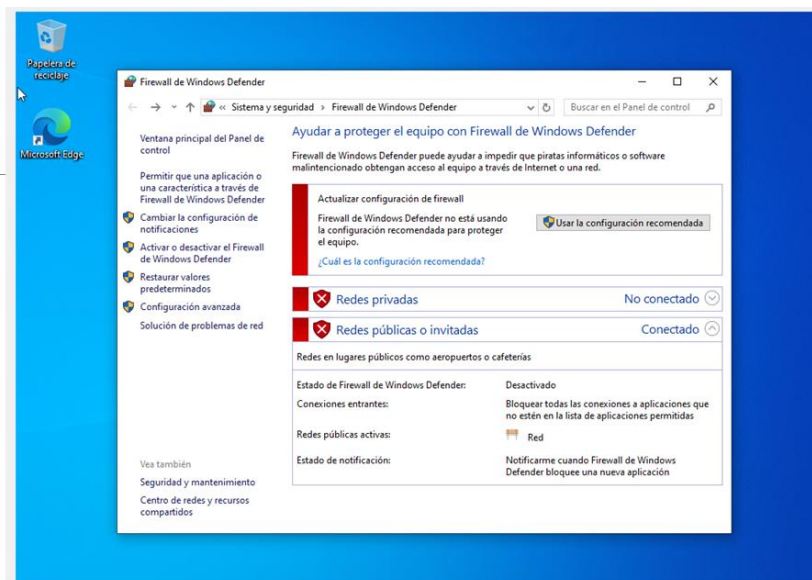 Papelera de
reciclaje
Microsoft Edge
Firewall de Windows Defender
« Sistema y seguridad › Firewall de Windows Defender
Buscar en el Panel de control
Ventana principal del Panel de
control
Permitir que una aplicación o
una característica a través de
Firewall de Windows Defender
Cambiar la configuración de
notificaciones
Activar o desactivar el Firewall
de Windows Defender
Restaurar valores
predeterminados
Configuración avanzada
Solución de problemas de red
Vea también
Seguridad y mantenimiento
Centro de redes y recursos
compartidos
Ayudar a proteger el equipo con Firewall de Windows Defender
Firewall de Windows Defender puede ayudar a impedir que piratas informáticos o software
malintencionado obtengan acceso al equipo a través de Internet o una red.
Actualizar configuración de firewall
Firewall de Windows Defender no está usando
la configuración recomendada para proteger
el equipo.
Usar la configuración recomendada
¿Cuál es la configuración recomendada?
Redes privadas No conectado
Redes públicas o invitadas Conectado
Redes en lugares públicos como aeropuertos o cafeterías
Estado de Firewall de Windows Defender: Desactivado
Conexiones entrantes: Bloquear todas las conexiones a aplicaciones que
no estén en la lista de aplicaciones permitidas
Redes públicas activas: Red
Estado de notificación: Notificarme cuando Firewall de Windows
Defender bloquee una nueva aplicación